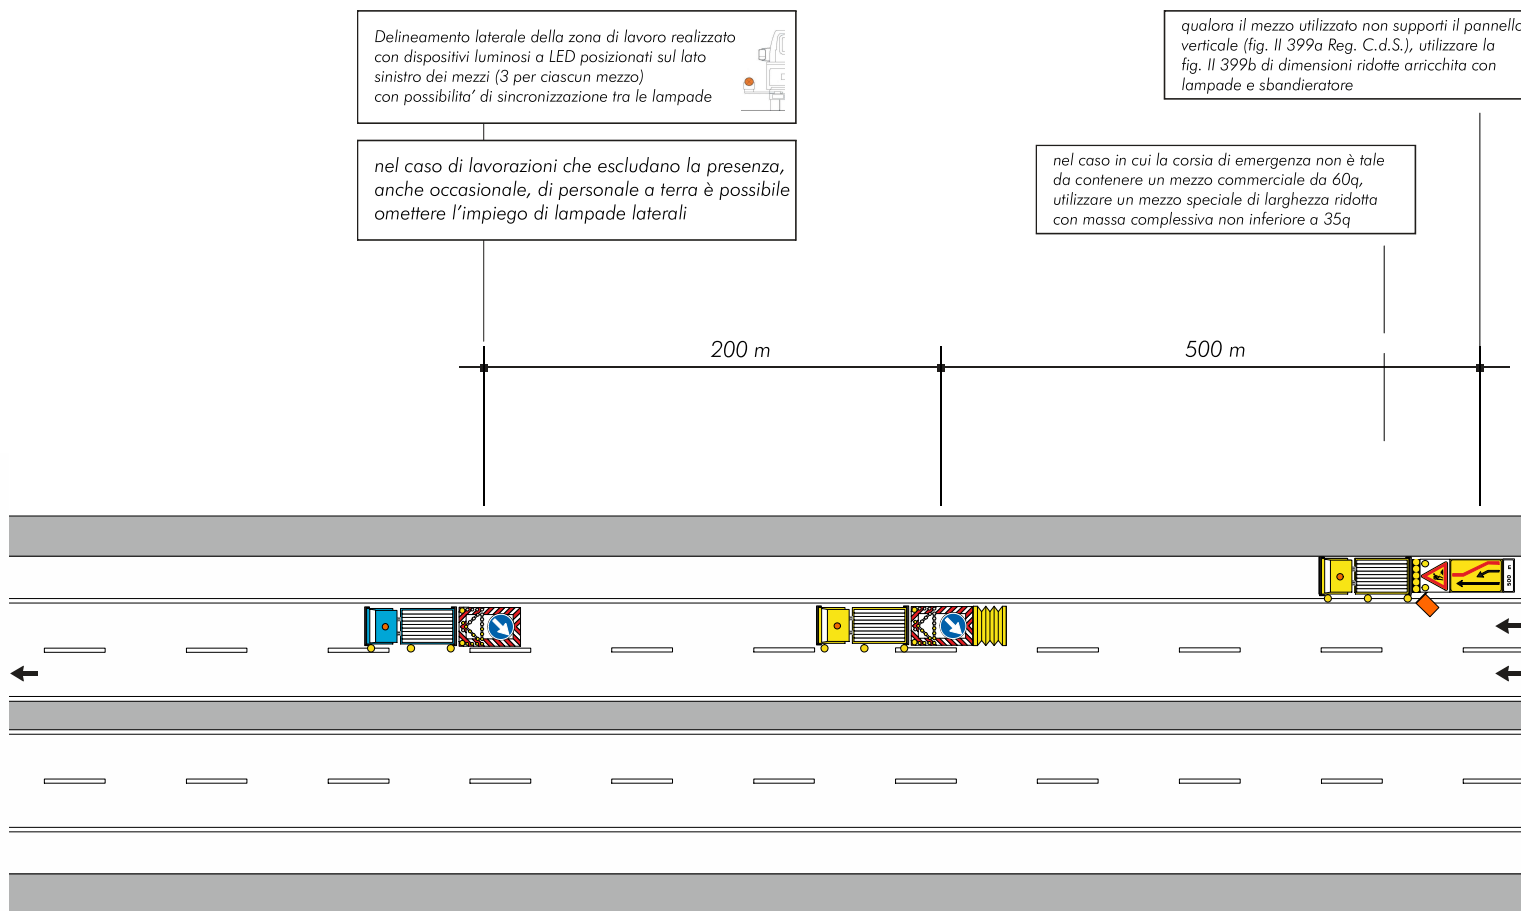 Delineamento laterale della zona di lavoro realizzato
con dispositivi luminosi a LED posizionati sul lato
sinistro dei mezzi (3 per ciascun mezzo)
con possibilita' di sincronizzazione tra le lampade
nel caso di lavorazioni che escludano la presenza,
anche occasionale, di personale a terra è possibile
omettere l'impiego di lampade laterali
qualora il mezzo utilizzato non supporti il pannello
verticale (fig. II 399a Reg. C.d.S.), utilizzare la
fig. II 399b di dimensioni ridotte arricchita con
lampade e sbandieratore
nel caso in cui la corsia di emergenza non è tale
da contenere un mezzo commerciale da 60q,
utilizzare un mezzo speciale di larghezza ridotta
con massa complessiva non inferiore a 35q
200 m
500 m
500 m